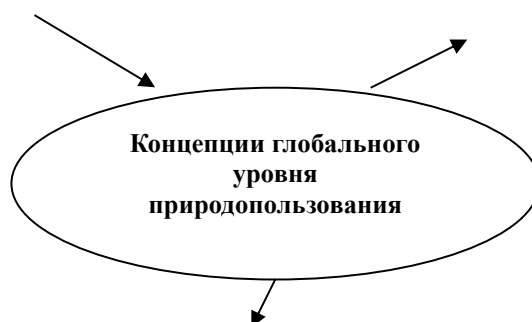 Концепции глобального
уровня
природопользования